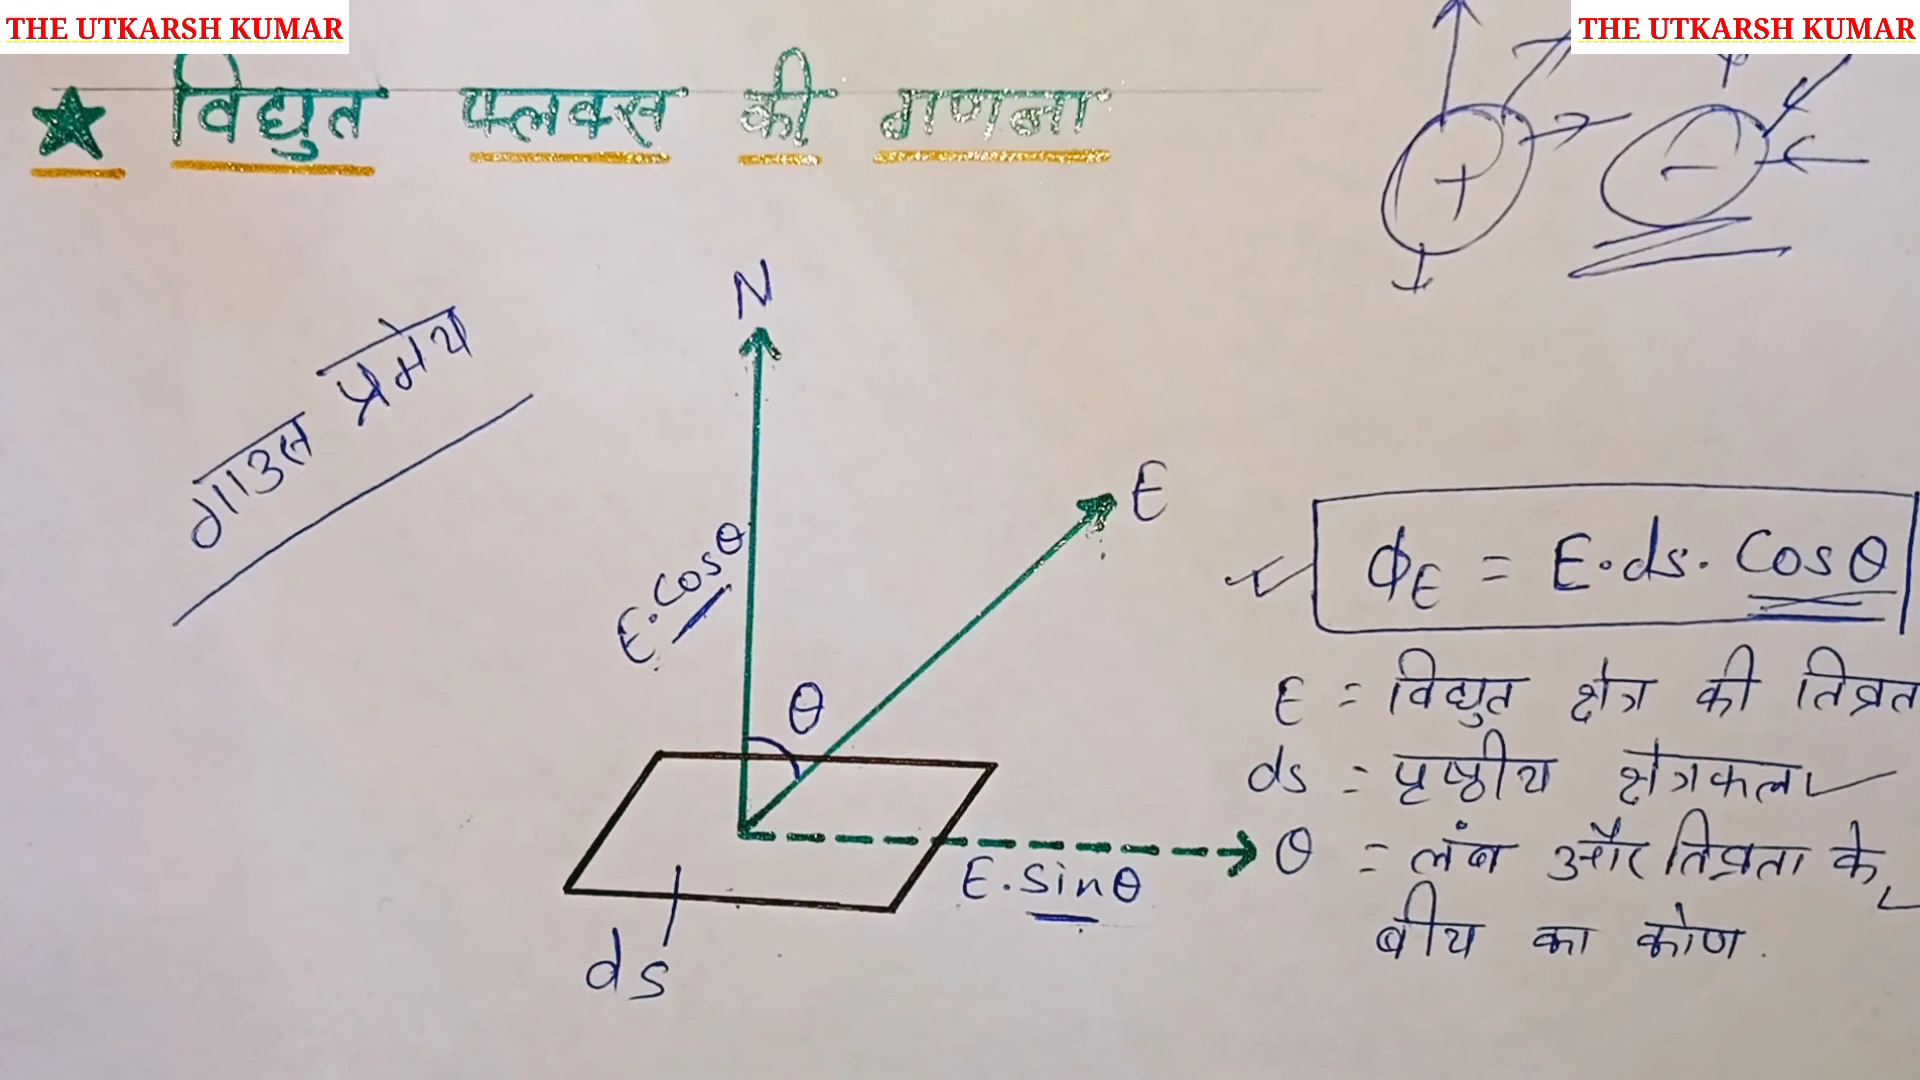 THE UTKARSH KUMAR
THE UTKARSH KUMAR
विद्युत फ्लक्स की गणना
+
-
N
गाउस प्रमेय
E
E.Cosθ
θ
ΦE = E.ds.Cosθ
E = विद्युत क्षेत्र की तिव्रत
ds = पृष्ठीय क्षेत्रफल
θ = लंब और तिव्रता के
बीच का कोण.
E.sinθ
ds